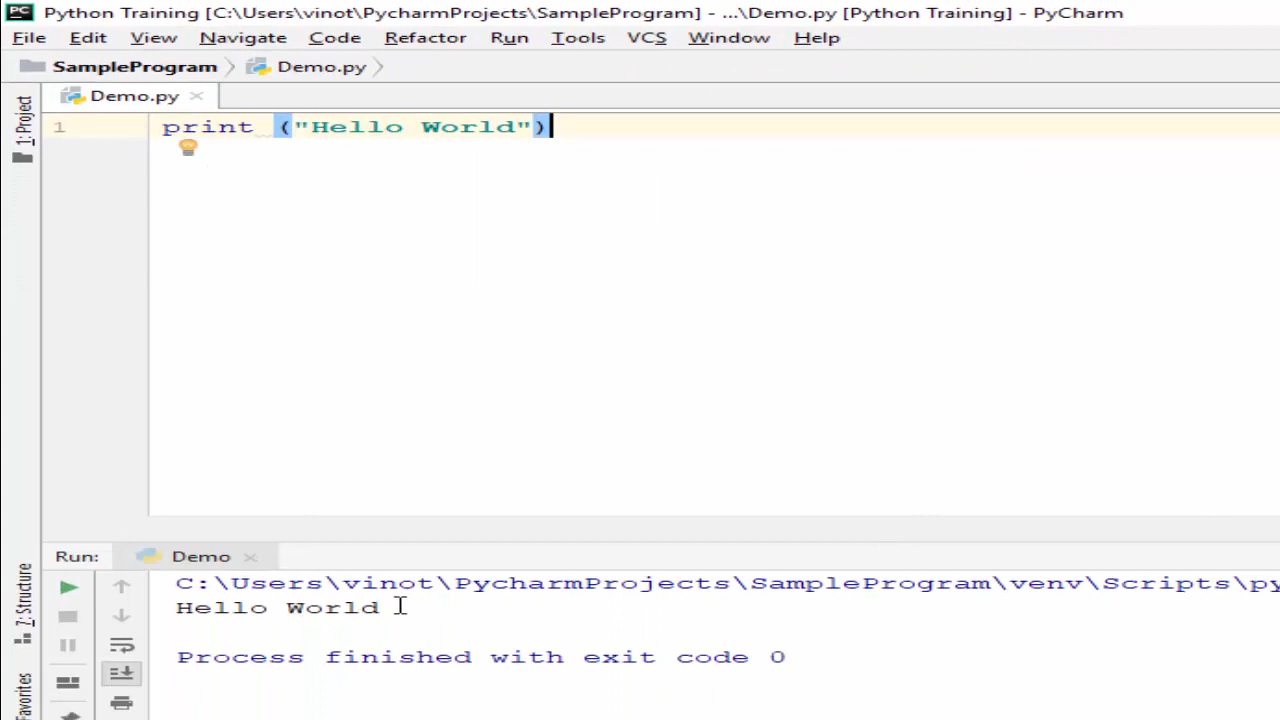 PC Python Training [C:\Users\vinot\PycharmProjects\SampleProgram] - ...\Demo.py [Python Training] - PyCharm
File Edit View Navigate Code Refactor Run Tools VCS Window Help
SampleProgram Demo.py
Demo.py
1: Project
1 print ("Hello World")
Run: Demo
C:\Users\vinot\PycharmProjects\SampleProgram\venv\Scripts\py
Hello World
Process finished with exit code 0
7: Structure
Favorites